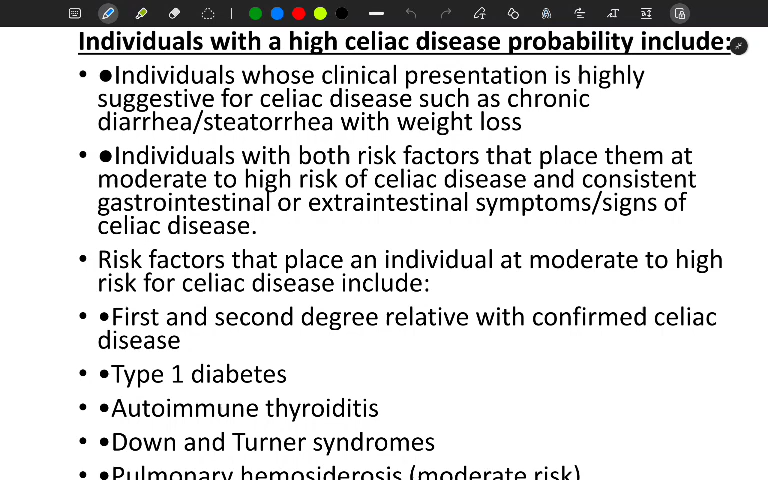 Individuals with a high celiac disease probability include:
• ●Individuals whose clinical presentation is highly
suggestive for celiac disease such as chronic
diarrhea/steatorrhea with weight loss
• ●Individuals with both risk factors that place them at
moderate to high risk of celiac disease and consistent
gastrointestinal or extraintestinal symptoms/signs of
celiac disease.
• Risk factors that place an individual at moderate to high
risk for celiac disease include:
• •First and second degree relative with confirmed celiac
disease
• •Type 1 diabetes
• •Autoimmune thyroiditis
• •Down and Turner syndromes
• •Pulmonary hemosiderosis (moderate risk)